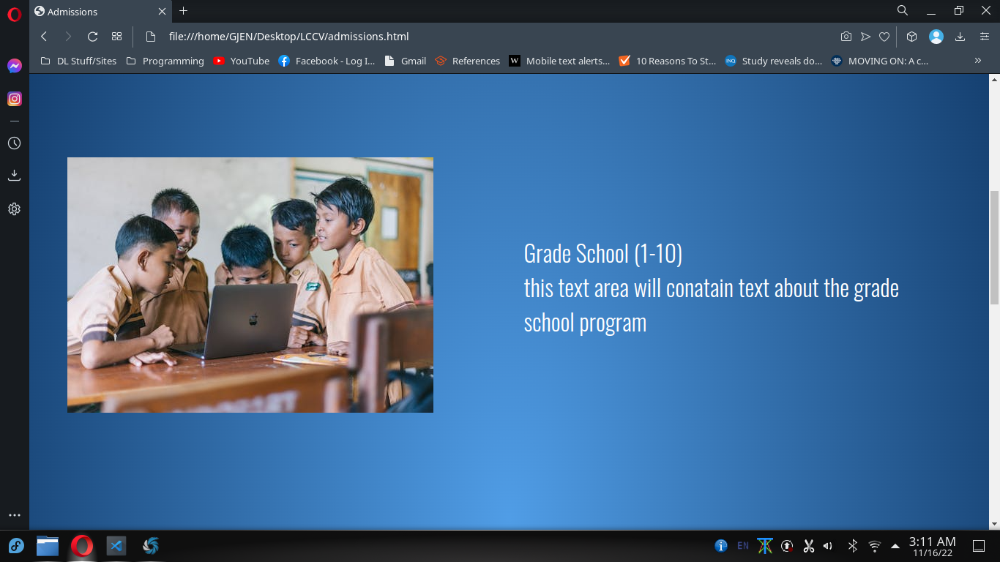 Admissions
file:///home/GJEN/Desktop/LCCV/admissions.html
DL Stuff/Sites Programming YouTube Facebook - Log I... Gmail References W Mobile text alerts... 10 Reasons To St... INQ Study reveals do... MOVING ON: A c... »
Grade School (1-10)
this text area will conatain text about the grade
school program
EN 3:11 AM
11/16/22